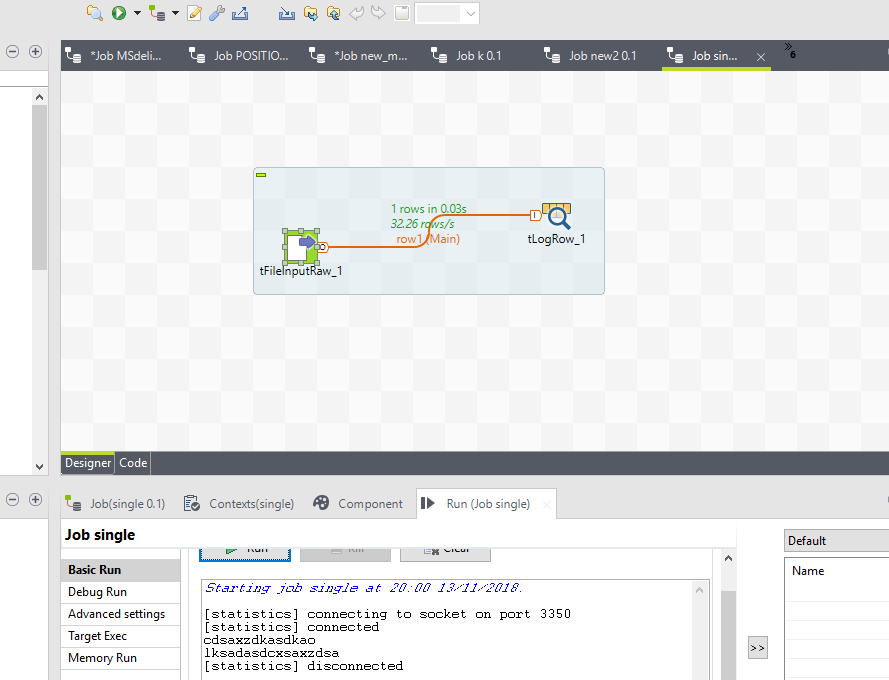 *Job MSdeli...
Job POSITIO...
*Job new_m...
Job k 0.1
Job new2 0.1
Job sin...
6
1 rows in 0.03s
32.26 rows/s
row1 (Main)
tLogRow_1
tFileInputRaw_1
Designer
Code
Job(single 0.1)
Contexts(single)
Component
Run (Job single)
Job single
Default
Run
Kill
Clear
Name
Basic Run
Debug Run
Advanced settings
Target Exec
Memory Run
Starting job single at 20:00 13/11/2018.
[statistics] connecting to socket on port 3350
[statistics] connected
cdsaxzdkasdkao
lksadasdcxsaxzdsa
[statistics] disconnected
>>